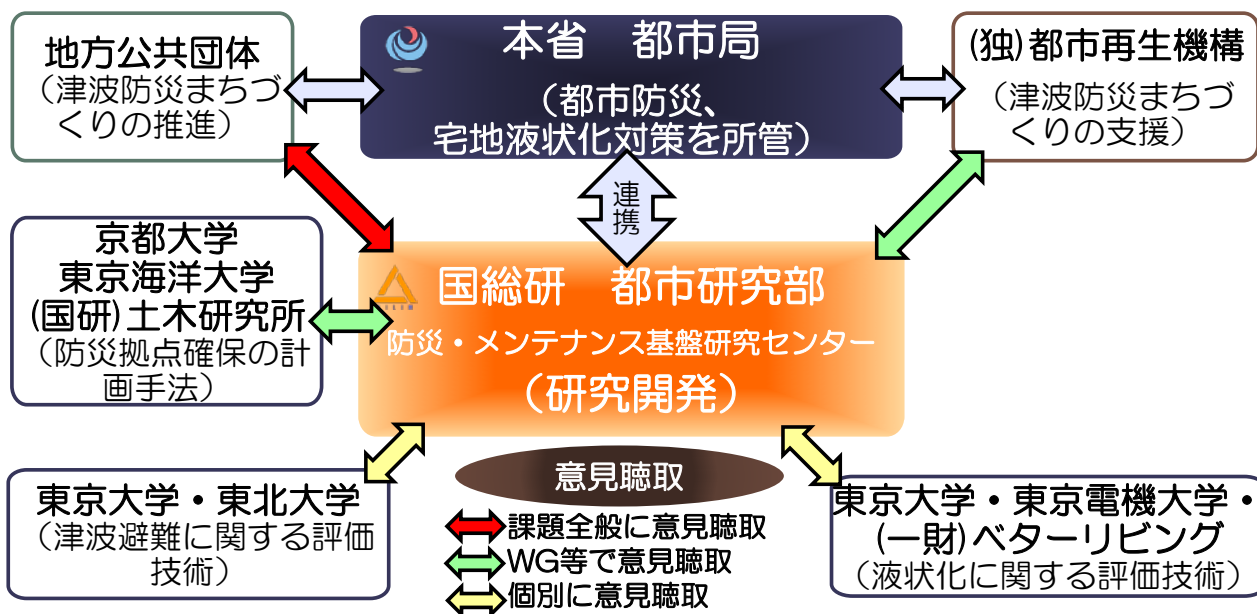 地方公共団体
（津波防災まちづ
くりの推進）
本省　都市局
（都市防災、
宅地液状化対策を所管）
(独)都市再生機構
（津波防災まちづ
くりの支援）
連携
京都大学
東京海洋大学
(国研)土木研究所
（防災拠点確保の計
画手法）
国総研　都市研究部
防災・メンテナンス基盤研究センター
（研究開発）
意見聴取
東京大学・東北大学
（津波避難に関する評価
技術）
課題全般に意見聴取
WG等で意見聴取
個別に意見聴取
東京大学・東京電機大学・
(一財)ベターリビング
（液状化に関する評価技術）